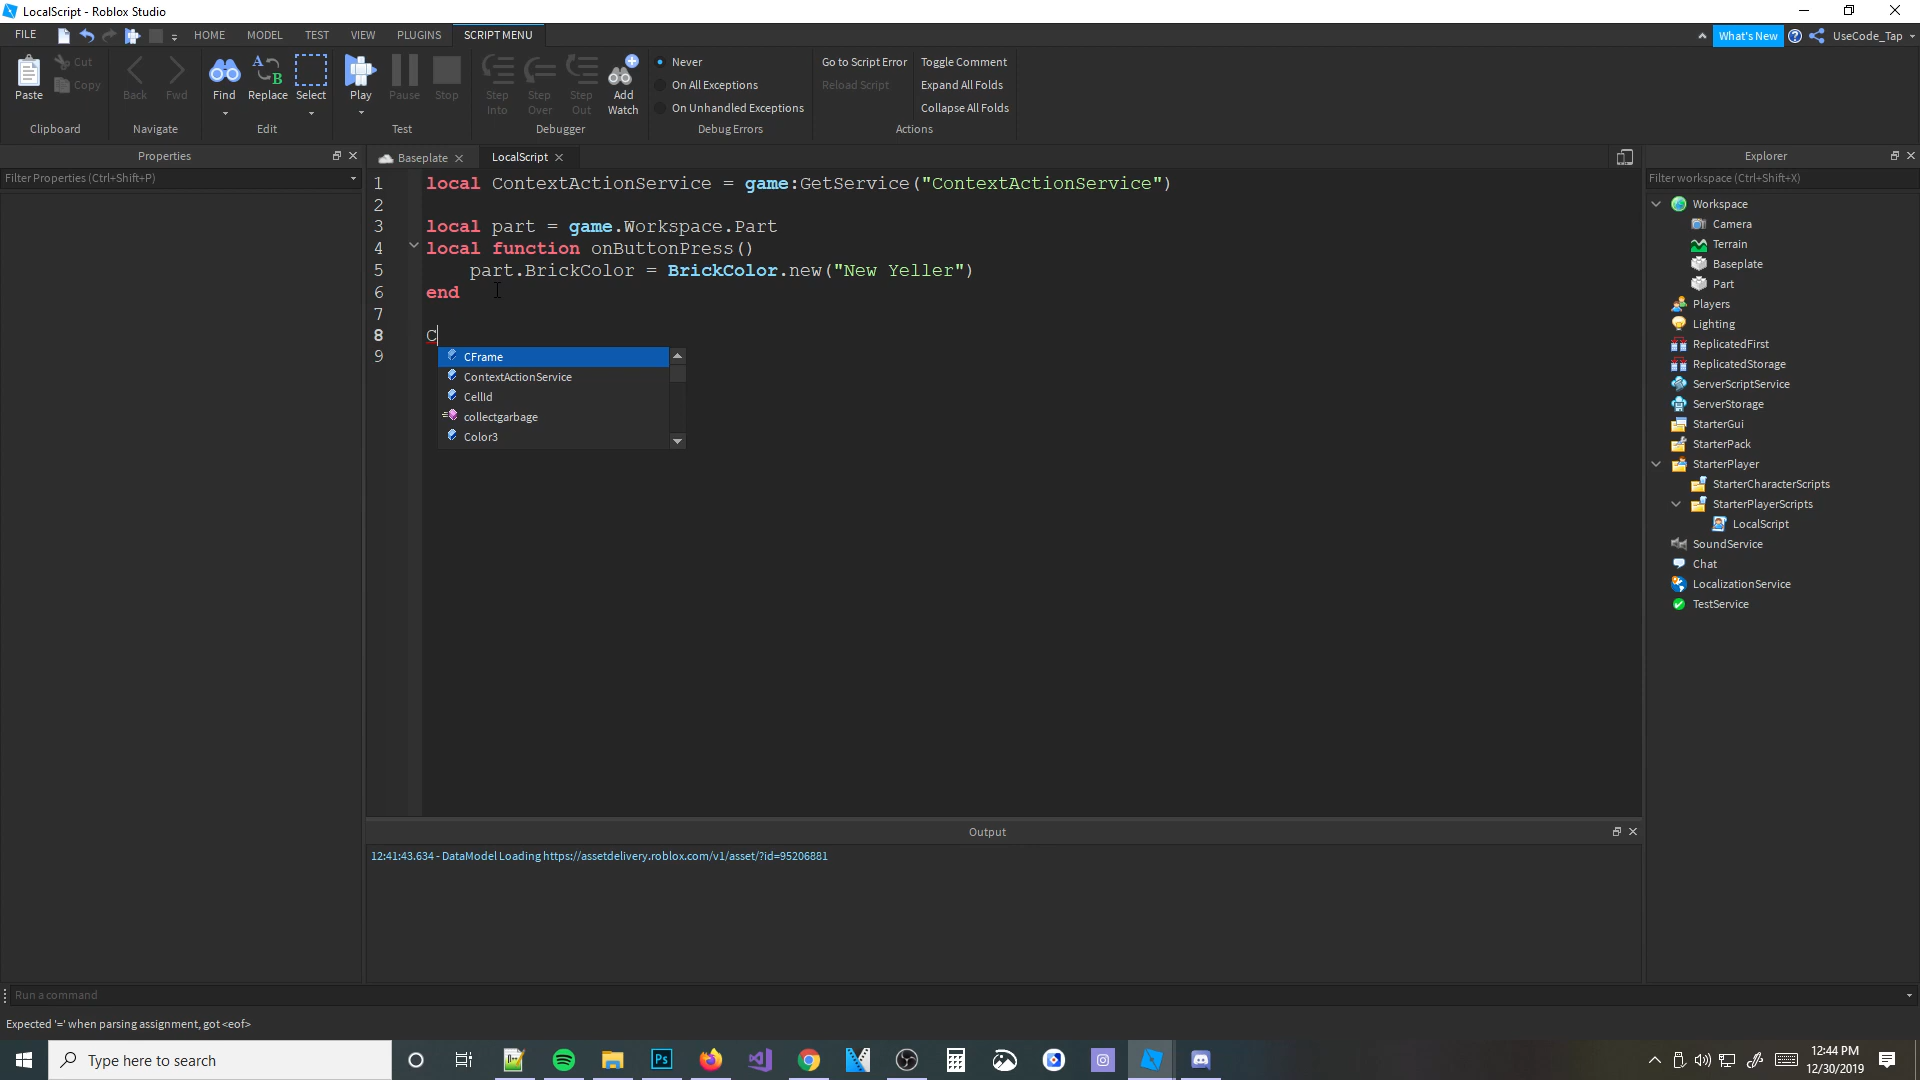 LocalScript - Roblox Studio
FILE HOME MODEL TEST VIEW PLUGINS SCRIPT MENU What's New UseCode_Tap
Paste Cut Copy Back Fwd Find Replace Select Play Pause Stop Step Into Step Over Step Out Add Watch
Never
On All Exceptions
On Unhandled Exceptions
Go to Script Error
Reload Script
Toggle Comment
Expand All Folds
Collapse All Folds
Clipboard Navigate Edit Test Debugger Debug Errors Actions
Properties
Filter Properties (Ctrl+Shift+P)
Baseplate LocalScript
1 local ContextActionService = game:GetService("ContextActionService")
2
3 local part = game.Workspace.Part
4 local function onButtonPress()
5 part.BrickColor = BrickColor.new("New Yeller")
6 end
7
8 C
9
CFrame
ContextActionService
CellId
collectgarbage
Color3
Explorer
Filter workspace (Ctrl+Shift+X)
Workspace
Camera
Terrain
Baseplate
Part
Players
Lighting
ReplicatedFirst
ReplicatedStorage
ServerScriptService
ServerStorage
StarterGui
StarterPack
StarterPlayer
StarterCharacterScripts
StarterPlayerScripts
LocalScript
SoundService
Chat
LocalizationService
TestService
Output
12:41:43.634 - DataModel Loading https://assetdelivery.roblox.com/v1/asset/?id=95206881
Run a command
Expected '=' when parsing assignment, got <eof>
Type here to search
Ps
12:44 PM
12/30/2019